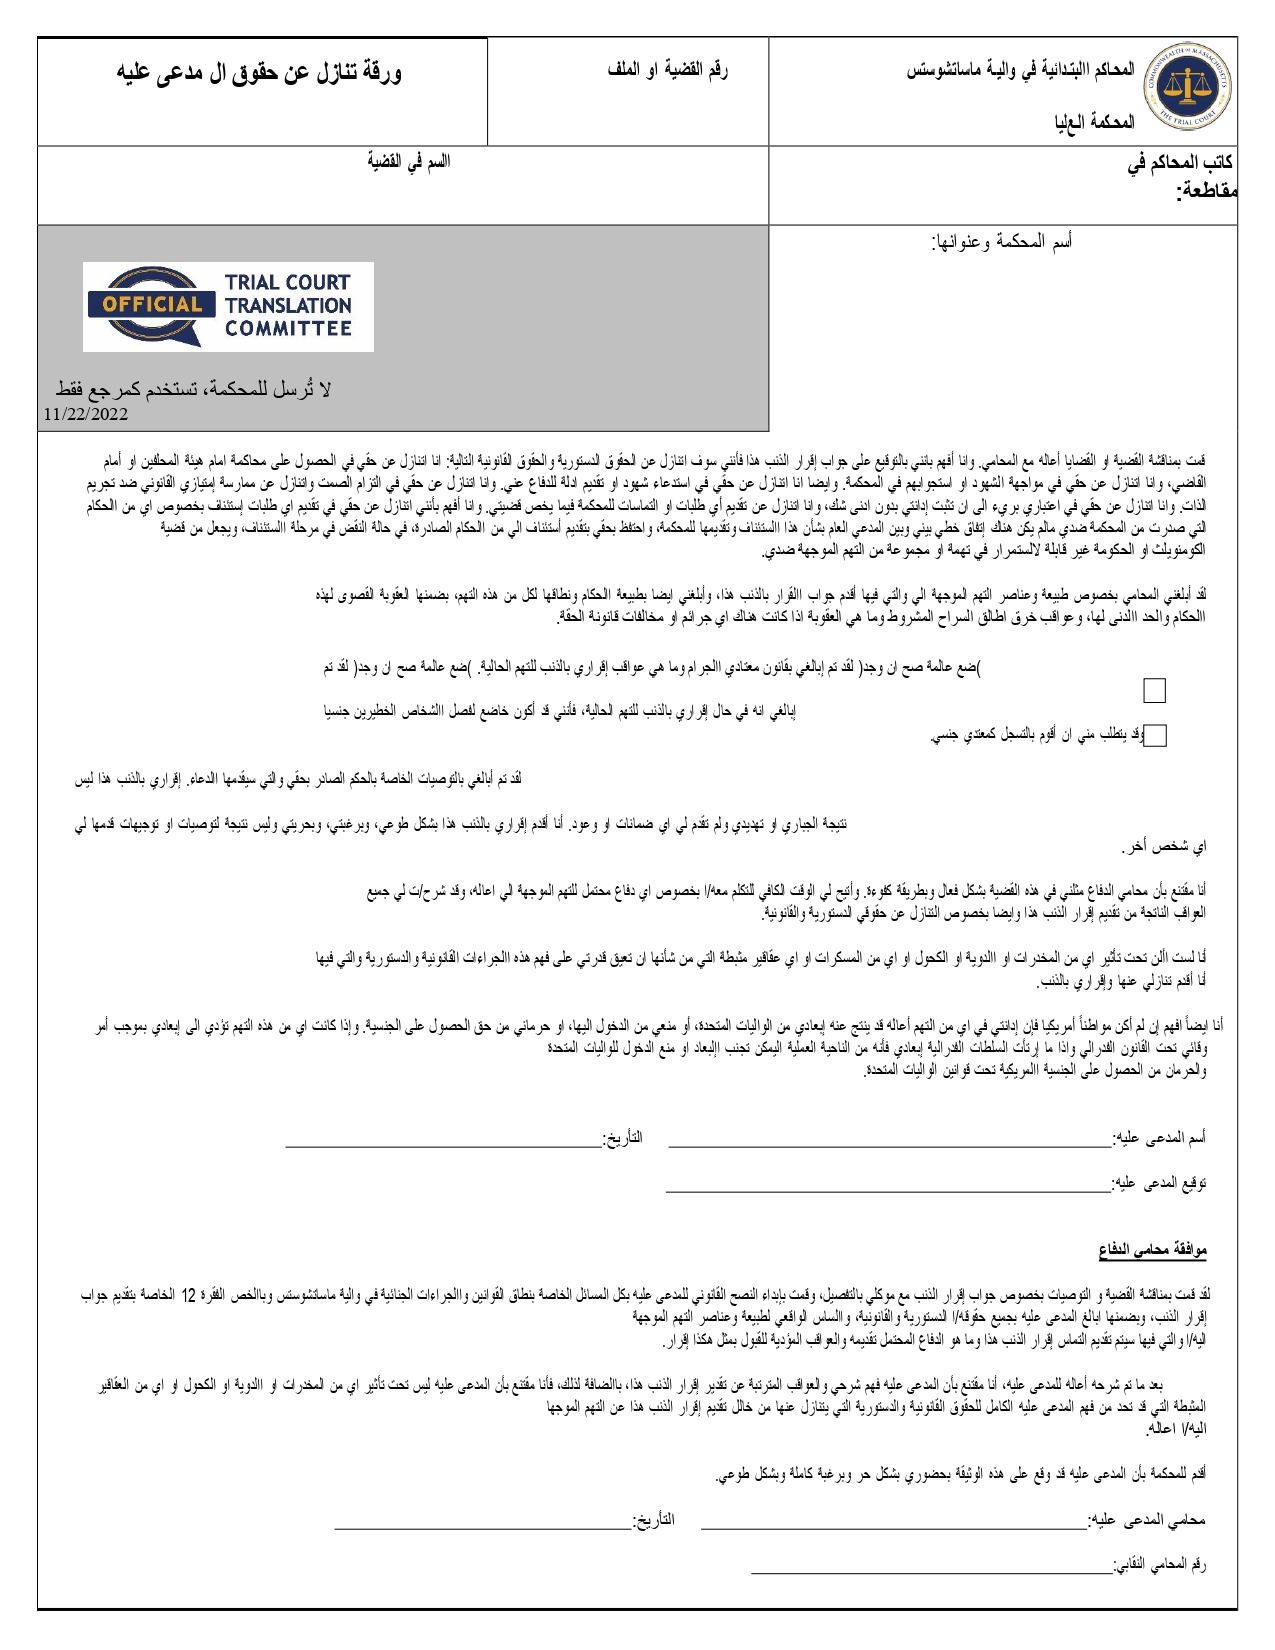 المحاكم االبتدائية في والية ماساتشوستس
المحكمة العليا
COMMONWEALTH OF MASSACHUSETTS
THE TRIAL COURT
رقم القضية او الملف
ورقة تنازل عن حقوق ال مدعى عليه
كاتب المحاكم في
مقاطعة:
االسم في القضية
أسم المحكمة وعنوانها:
OFFICIAL
TRIAL COURT
TRANSLATION
COMMITTEE
لا تُرسل للمحكمة، تستخدم كمرجع فقط
11/22/2022
قمت بمناقشة القضية او القضايا أعاله مع المحامي. وانا أفهم بانني بالتوقيع على جواب إقرار الذنب هذا فأنني سوف اتنازل عن الحقوق الدستورية والحقوق القانونية التالية: انا اتنازل عن حقي في الحصول على محاكمة امام هيئة المحلفين او أمام
القاضي، وانا اتنازل عن حقي في مواجهة الشهود او استجوابهم في المحكمة. وايضا انا اتنازل عن حقي في استدعاء شهود او تقديم ادلة للدفاع عني. وانا اتنازل عن حقي في التزام الصمت واتنازل عن ممارسة إمتيازي القانوني ضد تجريم
الذات. وانا اتنازل عن حقي في اعتباري بريء الى ان تثبت إدانتي بدون ادنى شك، وانا اتنازل عن تقديم أي طلبات او التماسات للمحكمة فيما يخص قضيتي. وانا أفهم بأنني اتنازل عن حقي في تقديم اي طلبات إستئناف بخصوص اي من الحكام
التي صدرت من المحكمة ضدي مالم يكن هناك إتفاق خطي بيني وبين المدعي العام بشأن هذا االستئناف وتقديمها للمحكمة، واحتفظ بحقي بتقديم أستئناف الي من الحكام الصادرة، في حالة النقض في مرحلة االستئناف، ويجعل من قضية
الكومنويلث او الحكومة غير قابلة لالستمرار في تهمة او مجموعة من التهم الموجهة ضدي.
لقد أبلغني المحامي بخصوص طبيعة وعناصر التهم الموجهة الي والتي فيها أقدم جواب االقرار بالذنب هذا، وأبلغني ايضا بطبيعة االحكام ونطاقها لكل من هذه التهم، بضمنها العقوبة القصوى لهذه
االحكام والحد االدنى لها، وعواقب خرق اطالق السراح المشروط وما هي العقوبة اذا كانت هناك اي جرائم او مخالفات قانونة الحقة.
)ضع عالمة صح ان وجد( لقد تم إبالغي بقانون معتادي االجرام وما هي عواقب إقراري بالذنب للتهم الحالية. )ضع عالمة صح ان وجد( لقد تم
إبالغي انه في حال إقراري بالذنب للتهم الحالية، فأنني قد أكون خاضع لفصل االشخاص الخطيرين جنسيا
وقد يتطلب مني ان أقوم بالتسجل كمعتدي جنسي.
لقد تم أبالغي بالتوصيات الخاصة بالحكم الصادر بحقي والتي سيقدمها االدعاء. إقراري بالذنب هذا ليس
نتيجة الجباري او تهديدي ولم تقدم لي اي ضمانات او وعود. أنا أقدم إقراري بالذنب هذا بشكل طوعي، وبرغبتي، وبحريتي وليس نتيجة لتوصيات او توجيهات قدمها لي
اي شخص أخر.
أنا مقتنع بأن محامي الدفاع مثلني في هذه القضية بشكل فعال وبطريقة كفوءة. وأتيح لي الوقت الكافي للتكلم معه/ا بخصوص اي دفاع محتمل للتهم الموجهة الي اعاله، وقد شرح/ت لي جميع
العواقب الناتجة من تقديم إقرار الذنب هذا وايضا بخصوص التنازل عن حقوقي الدستورية والقانونية.
أنا لست األن تحت تأثير اي من المخدرات او االدوية او الكحول او اي من المسكرات او اي عقاقير مثبطة التي من شأنها ان تعيق قدرتي على فهم هذه االجراءات القانونية والدستورية والتي فيها
أنا أقدم تنازلي عنها وإقراري بالذنب.
أنا ايضاً افهم إن لم أكن مواطناً أمريكيا فإن إدانتي في اي من التهم أعاله قد ينتج عنه إبعادي من الواليات المتحدة، أو منعي من الدخول اليها، او حرماني من حق الحصول على الجنسية. وإذا كانت اي من هذه التهم تؤدي الى إبعادي بموجب أمر
وقائي تحت القانون الفدرالي واذا ما إرتأت السلطات الفدرالية إبعادي فأنه من الناحية العملية اليمكن تجنب اإلبعاد او منع الدخول للواليات المتحدة
والحرمان من الحصول على الجنسية االمريكية تحت قوانين الواليات المتحدة.
أسم المدعى عليه: التأريخ:
توقيع المدعى عليه:
موافقة محامي الدفاع
لقد قمت بمناقشة القضية و التوصيات بخصوص جواب إقرار الذنب مع موكلي بالتفصيل، وقمت بإبداء النصح القانوني للمدعى عليه بكل المسائل الخاصة بنطاق القوانين واالجراءات الجنائية في والية ماساتشوستس وباالخص الفقرة 12 الخاصة بتقديم جواب
إقرار الذنب، وبضمنها ابالغ المدعى عليه بجميع حقوقه/ا الدستورية والقانونية، واالساس الواقعي لطبيعة وعناصر التهم الموجهة
اليه/ا والتي فيها سيتم تقديم التماس إقرار الذنب هذا وما هو الدفاع المحتمل تقديمه والعواقب المؤدية للقبول بمثل هكذا إقرار.
بعد ما تم شرحه أعاله للمدعى عليه، أنا مقتنع بأن المدعى عليه فهم شرحي والعواقب المترتبة عن تقدير إقرار الذنب هذا، باالضافة لذلك، فأنا مقتنع بأن المدعى عليه ليس تحت تأثير اي من المخدرات او االدوية او الكحول او اي من العقاقير
المثبطة التي قد تحد من فهم المدعى عليه الكامل للحقوق القانونية والدستورية التي يتنازل عنها من خالل تقديم إقرار الذنب هذا عن التهم الموجها
اليه/ا اعاله.
أقدم للمحكمة بأن المدعى عليه قد وقع على هذه الوثيقة بحضوري بشكل حر وبرغبة كاملة وبشكل طوعي.
محامي المدعى عليه: التأريخ:
رقم المحامي النقابي: